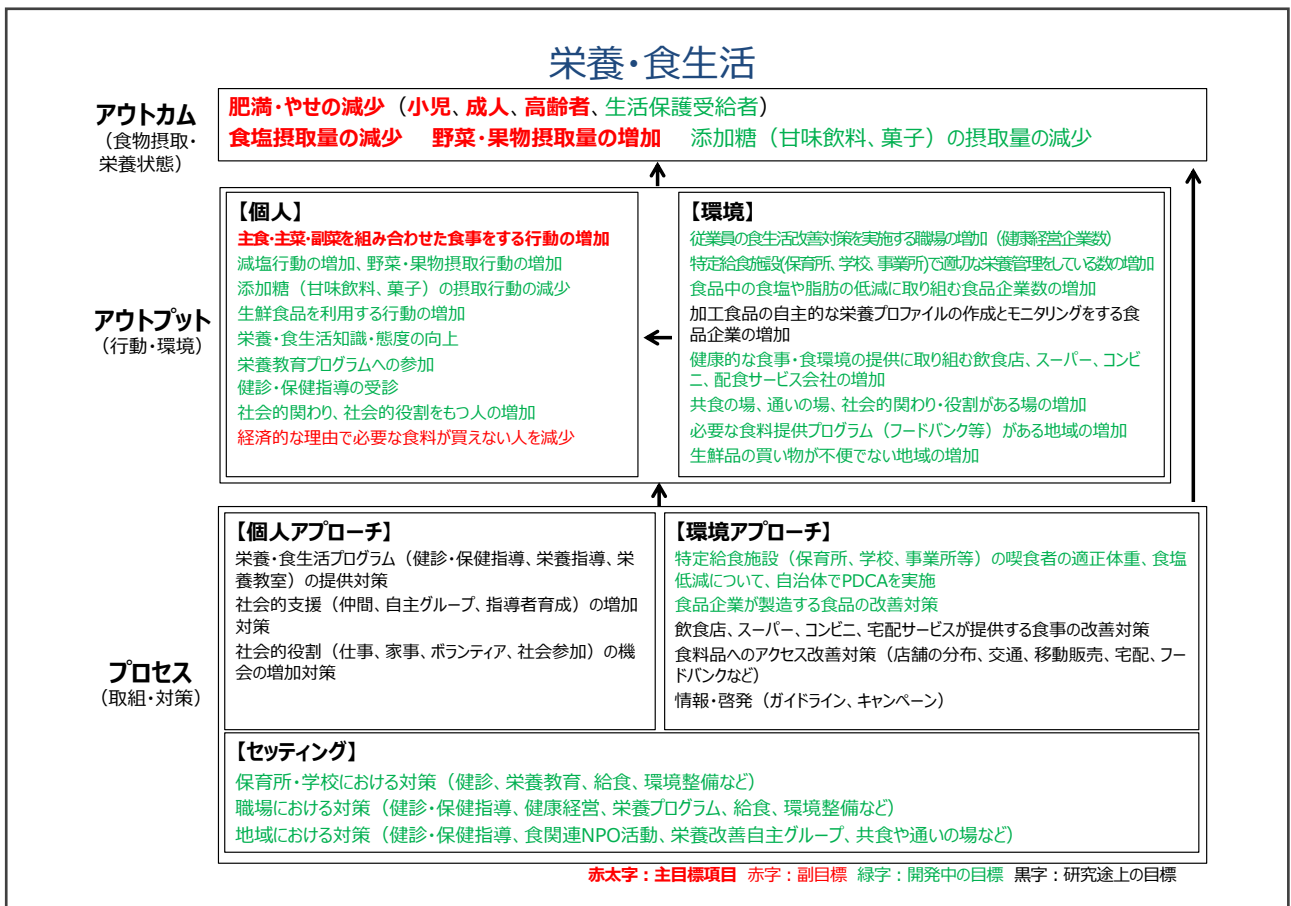 栄養・食生活
アウトカム
（食物摂取・
栄養状態）
肥満・やせの減少（小児、成人、高齢者、生活保護受給者）
食塩摂取量の減少　野菜・果物摂取量の増加　添加糖（甘味飲料、菓子）の摂取量の減少
アウトプット
（行動・環境）
【個人】
主食・主菜・副菜を組み合わせた食事をする行動の増加
減塩行動の増加、野菜・果物摂取行動の増加
添加糖（甘味飲料、菓子）の摂取行動の減少
生鮮食品を利用する行動の増加
栄養・食生活知識・態度の向上
栄養教育プログラムへの参加
健診・保健指導の受診
社会的関わり、社会的役割をもつ人の増加
経済的な理由で必要な食料が買えない人を減少
【環境】
従業員の食生活改善対策を実施する職場の増加（健康経営企業数）
特定給食施設(保育所、学校、事業所)で適切な栄養管理をしている数の増加
食品中の食塩や脂肪の低減に取り組む食品企業数の増加
加工食品の自主的な栄養プロファイルの作成とモニタリングをする食
品企業の増加
健康的な食事・食環境の提供に取り組む飲食店、スーパー、コンビ
ニ、配食サービス会社の増加
共食の場、通いの場、社会的関わり・役割がある場の増加
必要な食料提供プログラム（フードバンク等）がある地域の増加
生鮮品の買い物が不便でない地域の増加
プロセス
（取組・対策）
【個人アプローチ】
栄養・食生活プログラム（健診・保健指導、栄養指導、栄
養教室）の提供対策
社会的支援（仲間、自主グループ、指導者育成）の増加
対策
社会的役割（仕事、家事、ボランティア、社会参加）の機
会の増加対策
【環境アプローチ】
特定給食施設（保育所、学校、事業所等）の喫食者の適正体重、食塩
低減について、自治体でPDCAを実施
食品企業が製造する食品の改善対策
飲食店、スーパー、コンビニ、宅配サービスが提供する食事の改善対策
食料品へのアクセス改善対策（店舗の分布、交通、移動販売、宅配、フー
ドバンクなど）
情報・啓発（ガイドライン、キャンペーン）
【セッティング】
保育所・学校における対策（健診、栄養教育、給食、環境整備など）
職場における対策（健診・保健指導、健康経営、栄養プログラム、給食、環境整備など）
地域における対策（健診・保健指導、食関連NPO活動、栄養改善自主グループ、共食や通いの場など）
赤太字：主目標項目 赤字：副目標 緑字：開発中の目標 黒字：研究途上の目標